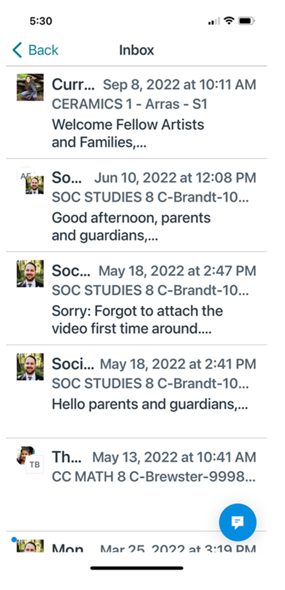 5:30
Back Inbox
Curr... Sep 8, 2022 at 10:11 AM
CERAMICS 1 - Arras - S1
Welcome Fellow Artists
and Families,...
So... Jun 10, 2022 at 12:08 PM
SOC STUDIES 8 C-Brandt-10...
Good afternoon, parents
and guardians,...
Soc... May 18, 2022 at 2:47 PM
SOC STUDIES 8 C-Brandt-10...
Sorry: Forgot to attach the
video first time around....
Soci... May 18, 2022 at 2:41 PM
SOC STUDIES 8 C-Brandt-10...
Hello parents and guardians,...
TB
Th... May 13, 2022 at 10:41 AM
CC MATH 8 C-Brewster-9998...
Mon Mar 25, 2022 at 3:19 PM